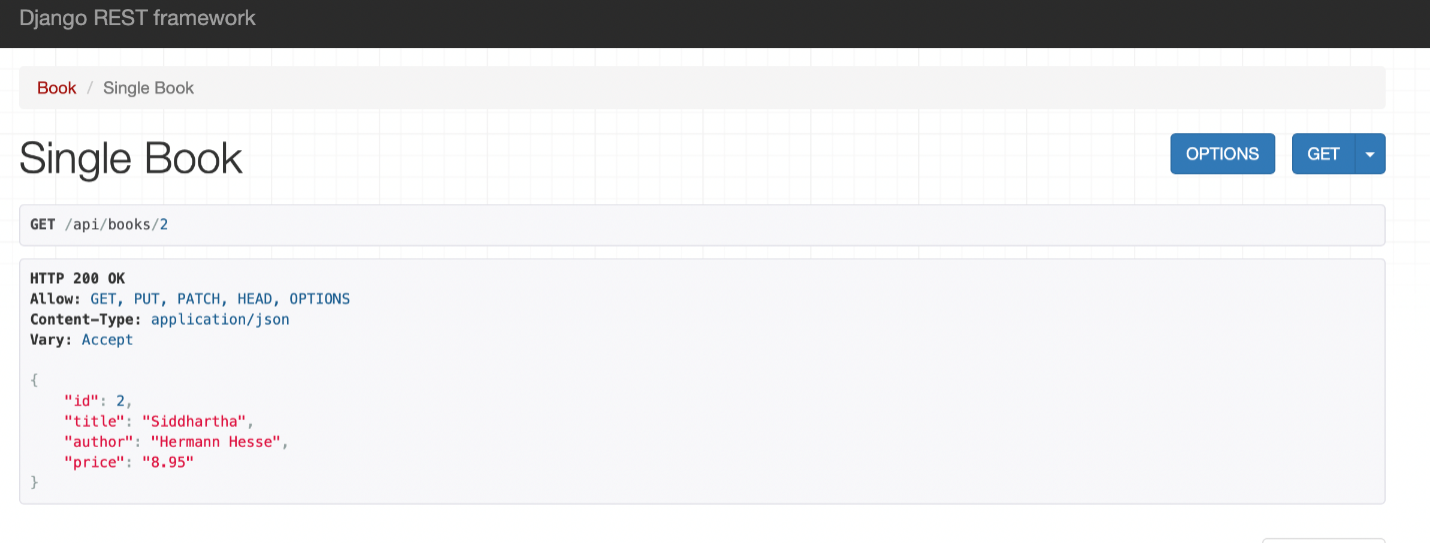 Django REST framework
Book / Single Book
Single Book
OPTIONS
GET
GET /api/books/2
HTTP 200 OK
Allow: GET, PUT, PATCH, HEAD, OPTIONS
Content-Type: application/json
Vary: Accept
{
    "id": 2,
    "title": "Siddhartha",
    "author": "Hermann Hesse",
    "price": "8.95"
}